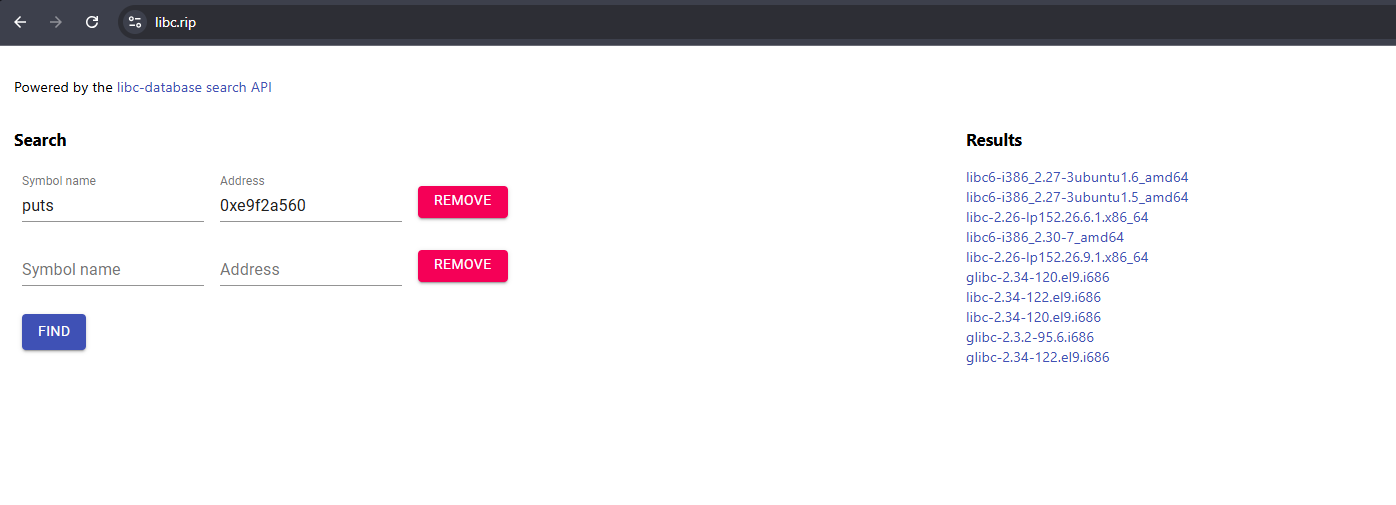 libc.rip
Powered by the libc-database search API
Search
Symbol name
Address
puts
0xe9f2a560
REMOVE
Symbol name
Address
REMOVE
FIND
Results
libc6-i386_2.27-3ubuntu1.6_amd64
libc6-i386_2.27-3ubuntu1.5_amd64
libc-2.26-lp152.26.6.1.x86_64
libc6-i386_2.30-7_amd64
libc-2.26-lp152.26.9.1.x86_64
glibc-2.34-120.el9.i686
libc-2.34-122.el9.i686
libc-2.34-120.el9.i686
glibc-2.3.2-95.6.i686
glibc-2.34-122.el9.i686